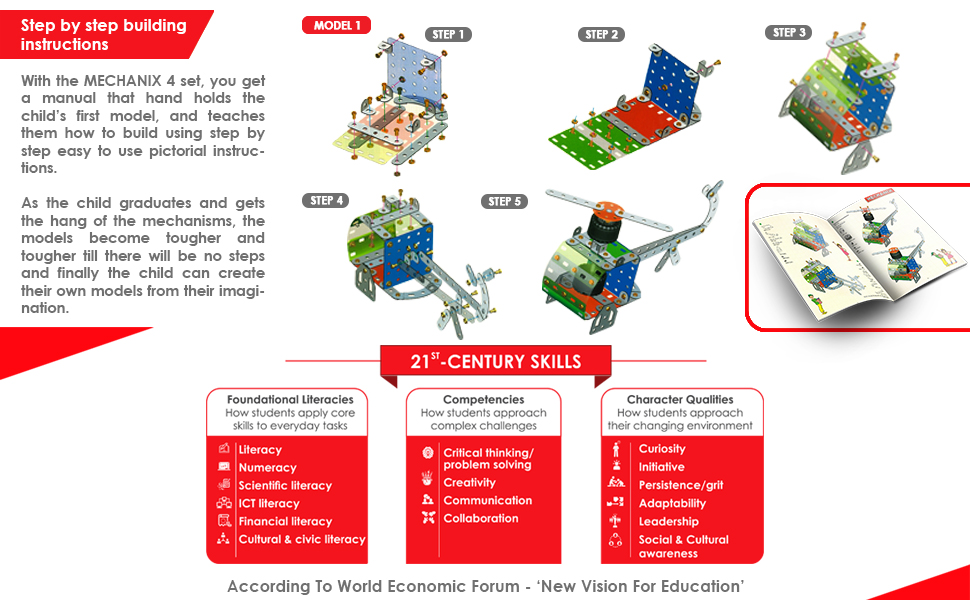 Step by step building
instructions
With the MECHANIX 4 set, you get
a manual that hand holds the
child's first model, and teaches
them how to build using step by
step easy to use pictorial instruc-
tions.
As the child graduates and gets
the hang of the mechanisms, the
models become tougher and
tougher till there will be no steps
and finally the child can create
their own models from their imagi-
nation.
MODEL 1
STEP 1
STEP 2
STEP 3
STEP 4
STEP 5
21ST-CENTURY SKILLS
Foundational Literacies
How students apply core
skills to everyday tasks
Literacy
Numeracy
Scientific literacy
ICT literacy
Financial literacy
Cultural & civic literacy
Competencies
How students approach
complex challenges
Critical thinking/
problem solving
Creativity
Communication
Collaboration
Character Qualities
How students approach
their changing environment
Curiosity
Initiative
Persistence/grit
Adaptability
Leadership
Social & Cultural
awareness
According To World Economic Forum - 'New Vision For Education'